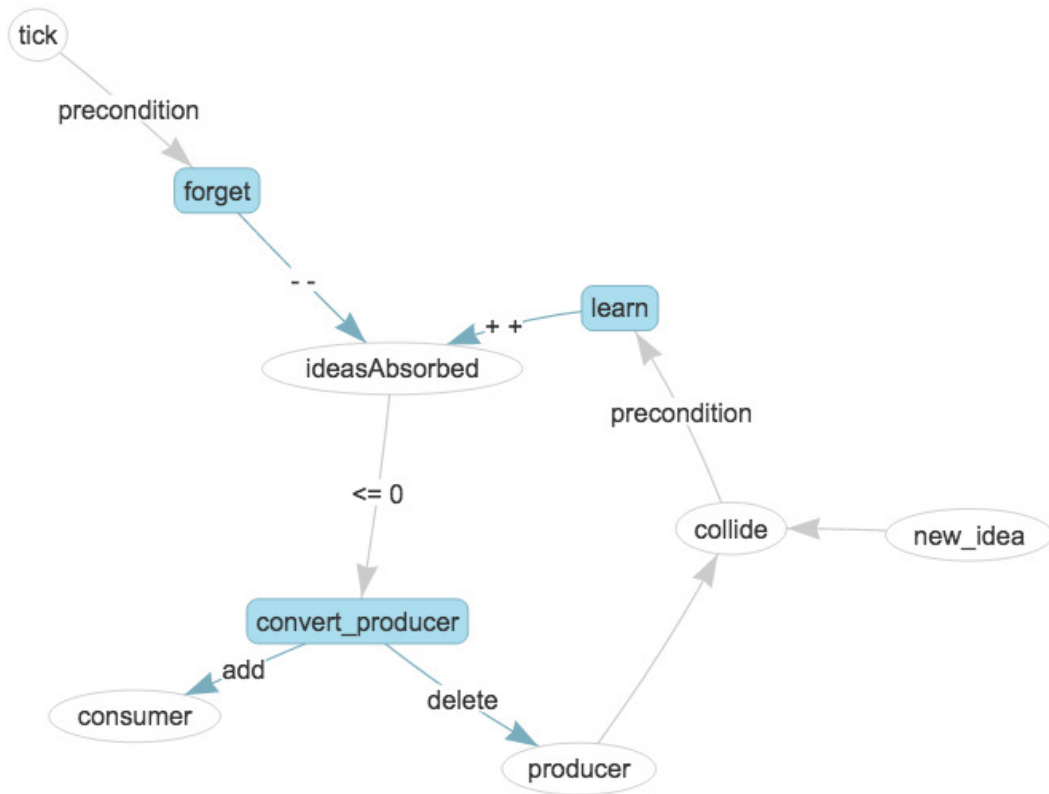 tick
precondition
forget
- -
learn
+ +
ideasAbsorbed
precondition
<= 0
collide
new_idea
convert_producer
add
delete
consumer
producer